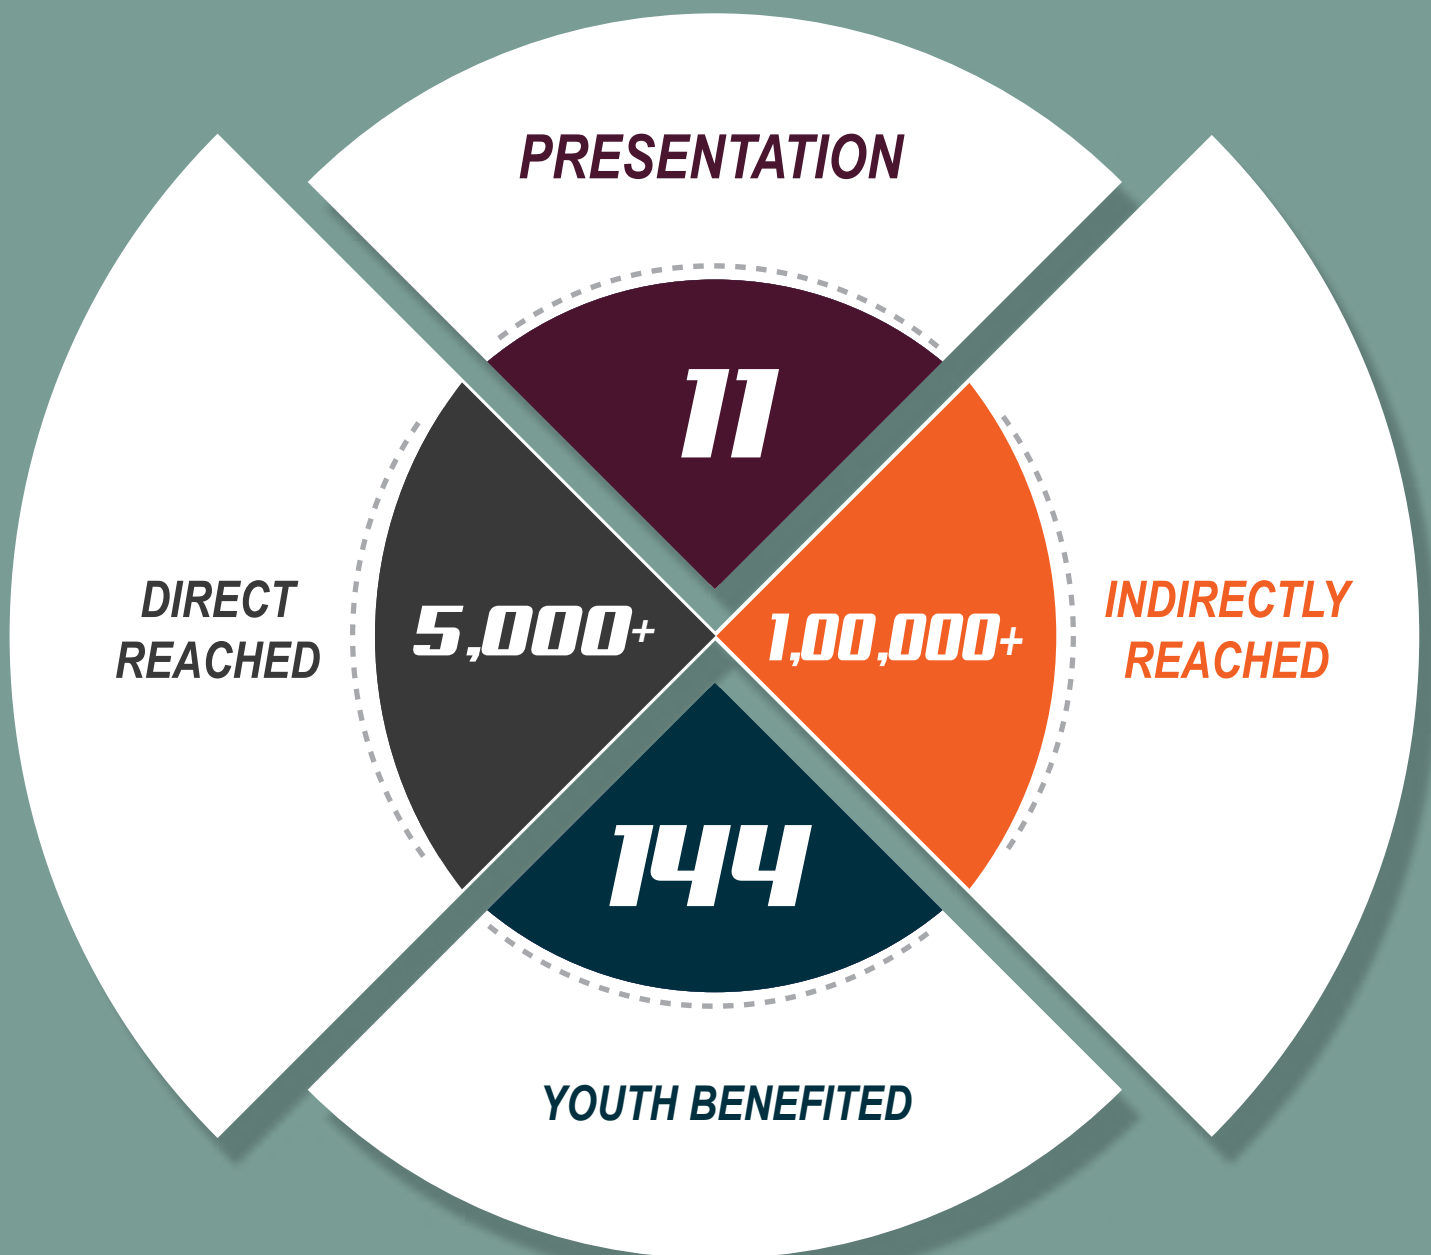 PRESENTATION
11
DIRECT
REACHED
5,000+
1,00,000+
INDIRECTLY
REACHED
144
YOUTH BENEFITED